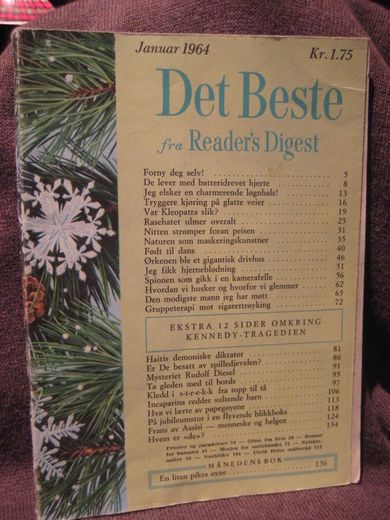 Januar 1964 Kr. 1.75
Det Beste
fra Reader's Digest
Forny deg selv! 5
De lever med batteridrevet hjerte 8
Jeg elsker en charmerende løgnhals! 13
Tryggere kjøring på glatte veier 16
Var Kleopatra slik? 19
Rasehatet ulmer overalt 25
Nitten strømper foran peisen 31
Naturen som maskeringskunstner 35
Født til dans 40
Ørkenen ble et gigantisk drivhus 46
Jeg fikk hjerneblødning 51
Spionen som gikk i en kamerafelle 56
Hvordan vi husker og hvorfor vi glemmer 62
Den modigste mann jeg har møtt 65
Gruppeterapi mot sigarettrøyking 72
EKSTRA 12 SIDER OMKRING
KENNEDY-TRAGEDIEN
Haitis demoniske diktator 81
Er De besatt av spilledjevelen? 86
Mysteriet Rudolf Diesel 91
Ta gleden med til bords 95
Kledd i s-t-r-e-k-k fra topp til tå 97
Incaparina redder sultende barn 106
Hva vi lærte av papegøyene 113
På jubileumstur i en flyvende blikkboks 118
Frans av Assisi — menneske og helgen 124
Hvem er «de»? 134
MÅNEDENS BOK
En liten pikes øyne 136